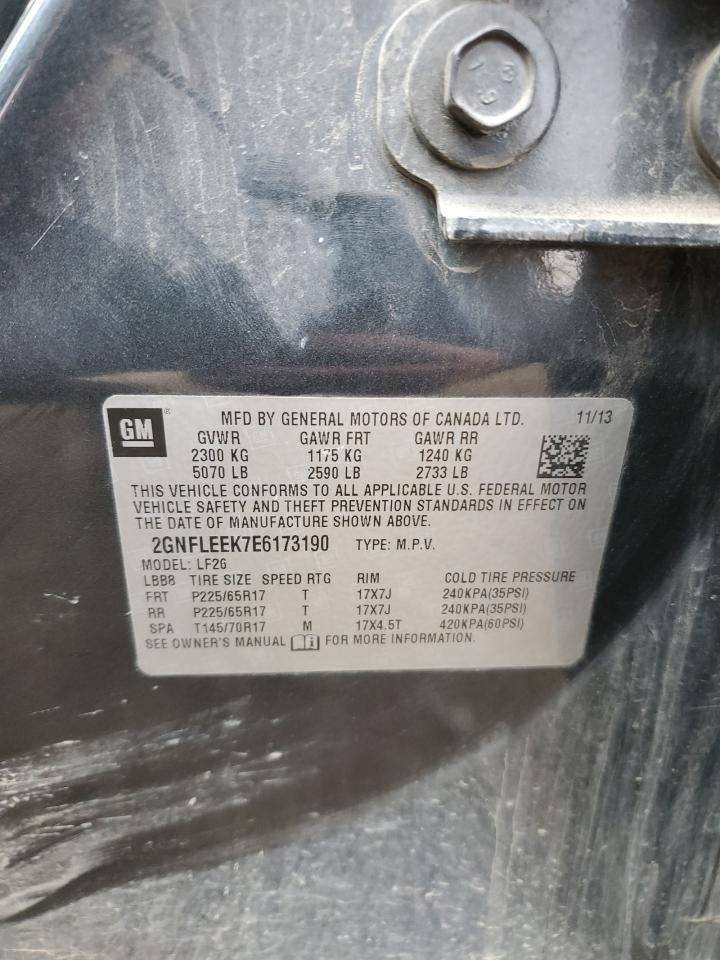 GM ® MFD BY GENERAL MOTORS OF CANADA LTD. 11/13
GVWR GAWR FRT GAWR RR
2300 KG 1175 KG 1240 KG
5070 LB 2590 LB 2733 LB
THIS VEHICLE CONFORMS TO ALL APPLICABLE U.S. FEDERAL MOTOR
VEHICLE SAFETY AND THEFT PREVENTION STANDARDS IN EFFECT ON
THE DATE OF MANUFACTURE SHOWN ABOVE.
2GNFLEEK7E6173190 TYPE: M.P.V.
MODEL: LF26
LBB8 TIRE SIZE SPEED RTG RIM COLD TIRE PRESSURE
FRT P225/65R17 T 17X7J 240KPA(35PSI)
RR P225/65R17 T 17X7J 240KPA(35PSI)
SPA T145/70R17 M 17X4.5T 420KPA(60PSI)
SEE OWNER'S MANUAL FOR MORE INFORMATION.